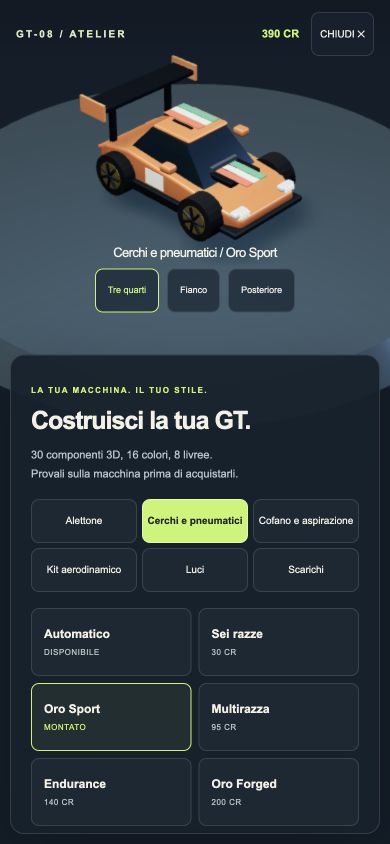 GT-08 / ATELIER
390 CR
CHIUDI ×
Cerchi e pneumatici / Oro Sport
Tre quarti
Fianco
Posteriore
LA TUA MACCHINA. IL TUO STILE.
Costruisci la tua GT.
30 componenti 3D, 16 colori, 8 livree.
Provali sulla macchina prima di acquistarli.
Alettone
Cerchi e pneumatici
Cofano e aspirazione
Kit aerodinamico
Luci
Scarichi
Automatico
DISPONIBILE
Sei razze
30 CR
Oro Sport
MONTATO
Multirazza
95 CR
Endurance
140 CR
Oro Forged
200 CR